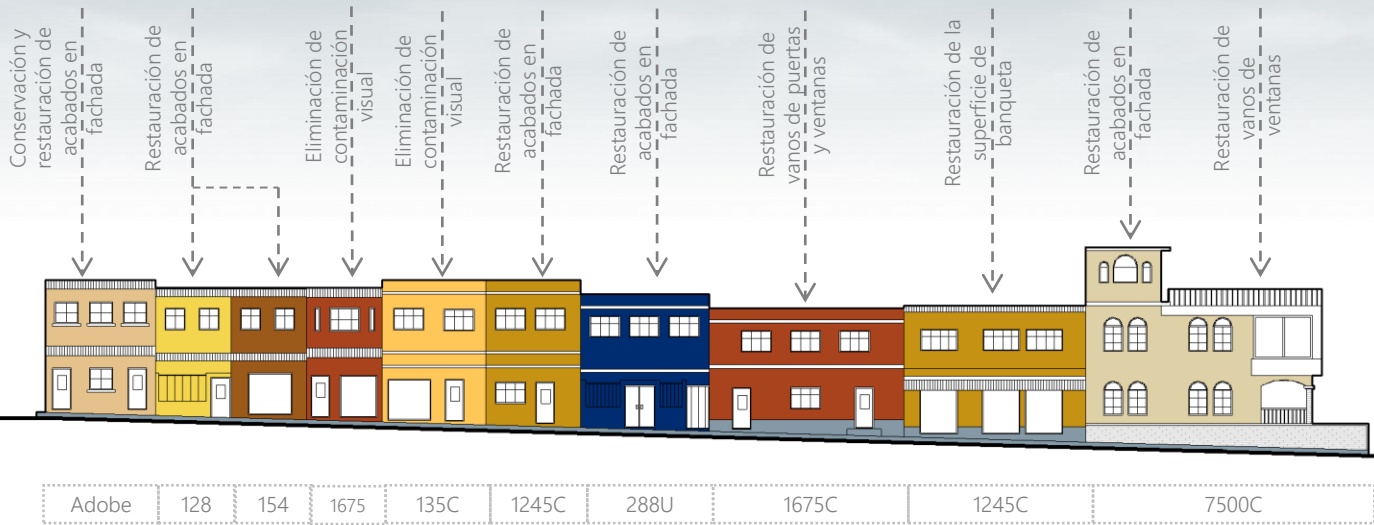 Conservación y
restauración de
acabados en
fachada
Restauración de
acabados en
fachada
Eliminación de
contaminación
visual
Eliminación de
contaminación
visual
Restauración de
acabados en
fachada
Restauración de
acabados en
fachada
Restauración de
vanos de puertas
y ventanas
Restauración de la
superficie de
banqueta
Restauración de
acabados en
fachada
Restauración de
vanos de
ventanas
Adobe
128
154
1675
135C
1245C
288U
1675C
1245C
7500C